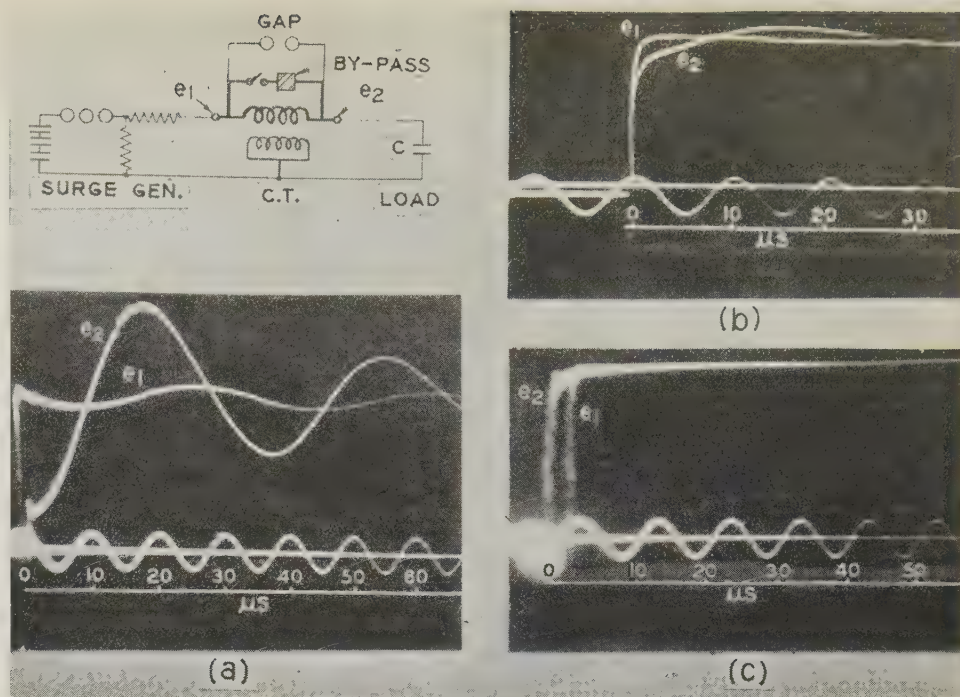 GAP
BY-PASS
e1
e2
C
SURGE GEN.
C.T.
LOAD
e1
e2
0 10 20 30
μS
(b)
e2
e1
0 10 20 30 40 50 60
μS
(a)
e2
e1
0 10 20 30 40 50
μS
(c)